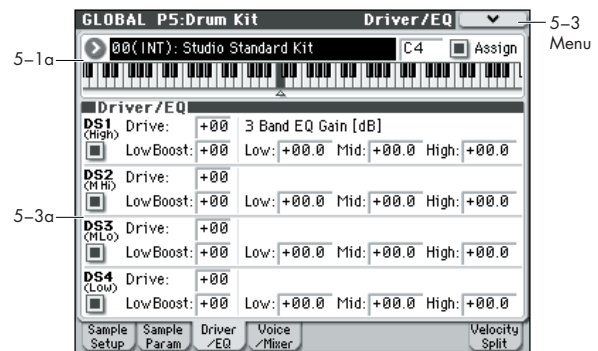 GLOBAL P5:Drum Kit Driver/EQ
5–3
Menu
00(INT): Studio Standard Kit C4 Assign
5–1a
Driver/EQ
DS1 (High) Drive: +00 3 Band EQ Gain [dB]
LowBoost: +00 Low: +00.0 Mid: +00.0 High: +00.0
DS2 (M Hi) Drive: +00
LowBoost: +00 Low: +00.0 Mid: +00.0 High: +00.0
5–3a
DS3 (MLo) Drive: +00
LowBoost: +00 Low: +00.0 Mid: +00.0 High: +00.0
DS4 (Low) Drive: +00
LowBoost: +00 Low: +00.0 Mid: +00.0 High: +00.0
Sample Setup Sample Param Driver /EQ Voice /Mixer Velocity Split